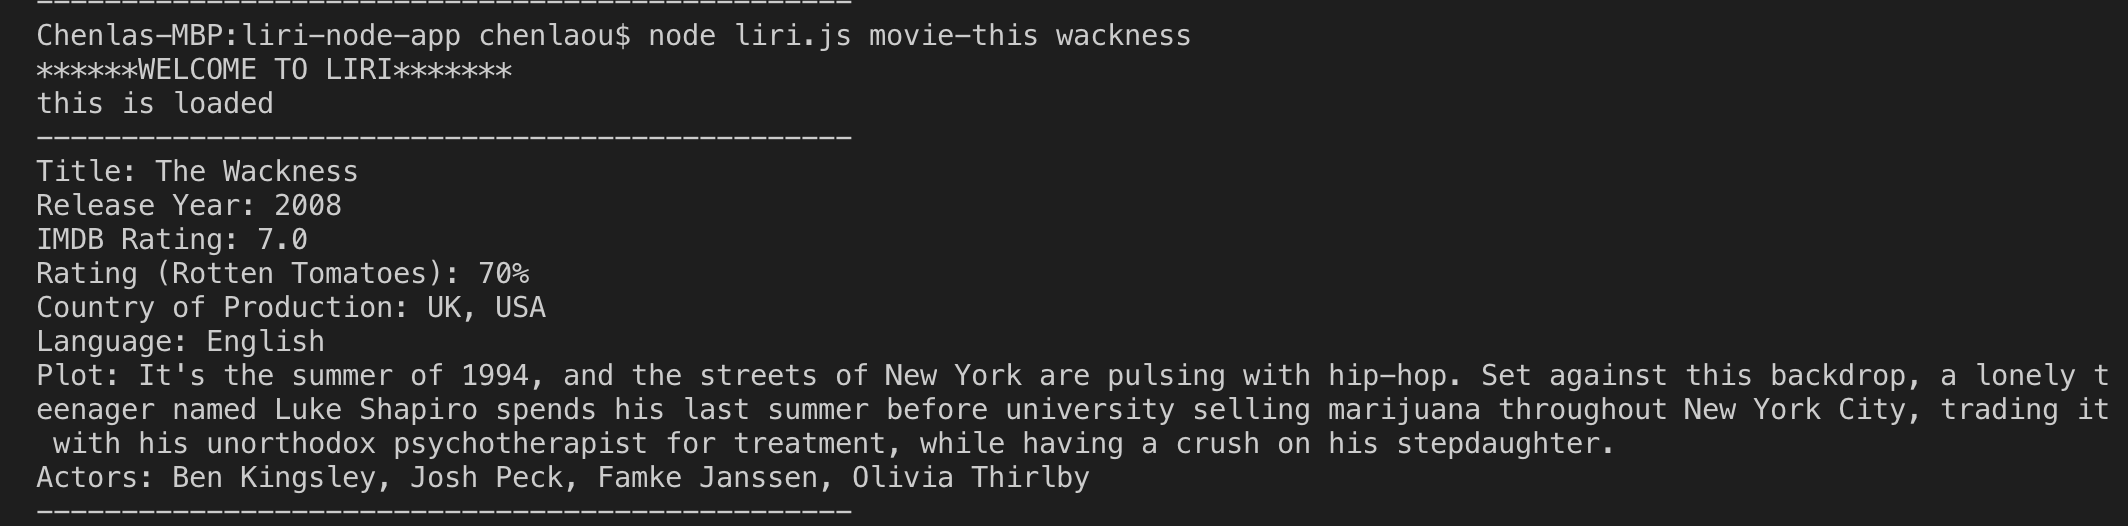 ------------------------------------------------
Chenlas-MBP:liri-node-app chenlaou$ node liri.js movie-this wackness
******WELCOME TO LIRI*******
this is loaded
------------------------------------------------
Title: The Wackness
Release Year: 2008
IMDB Rating: 7.0
Rating (Rotten Tomatoes): 70%
Country of Production: UK, USA
Language: English
Plot: It's the summer of 1994, and the streets of New York are pulsing with hip-hop. Set against this backdrop, a lonely t
eenager named Luke Shapiro spends his last summer before university selling marijuana throughout New York City, trading it
 with his unorthodox psychotherapist for treatment, while having a crush on his stepdaughter.
Actors: Ben Kingsley, Josh Peck, Famke Janssen, Olivia Thirlby
------------------------------------------------